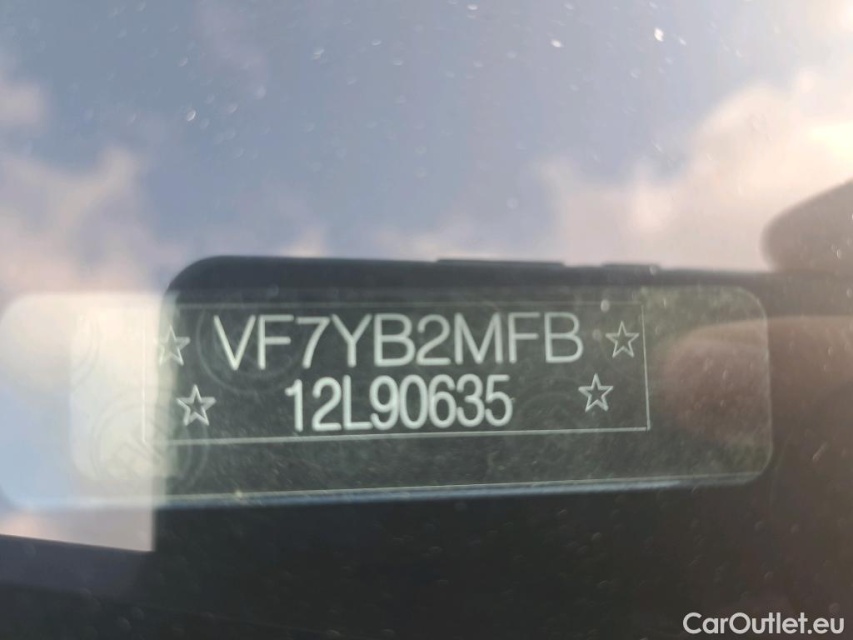 ☆ VF7YB2MFB ☆
☆ 12L90635 ☆
CarOutlet.eu